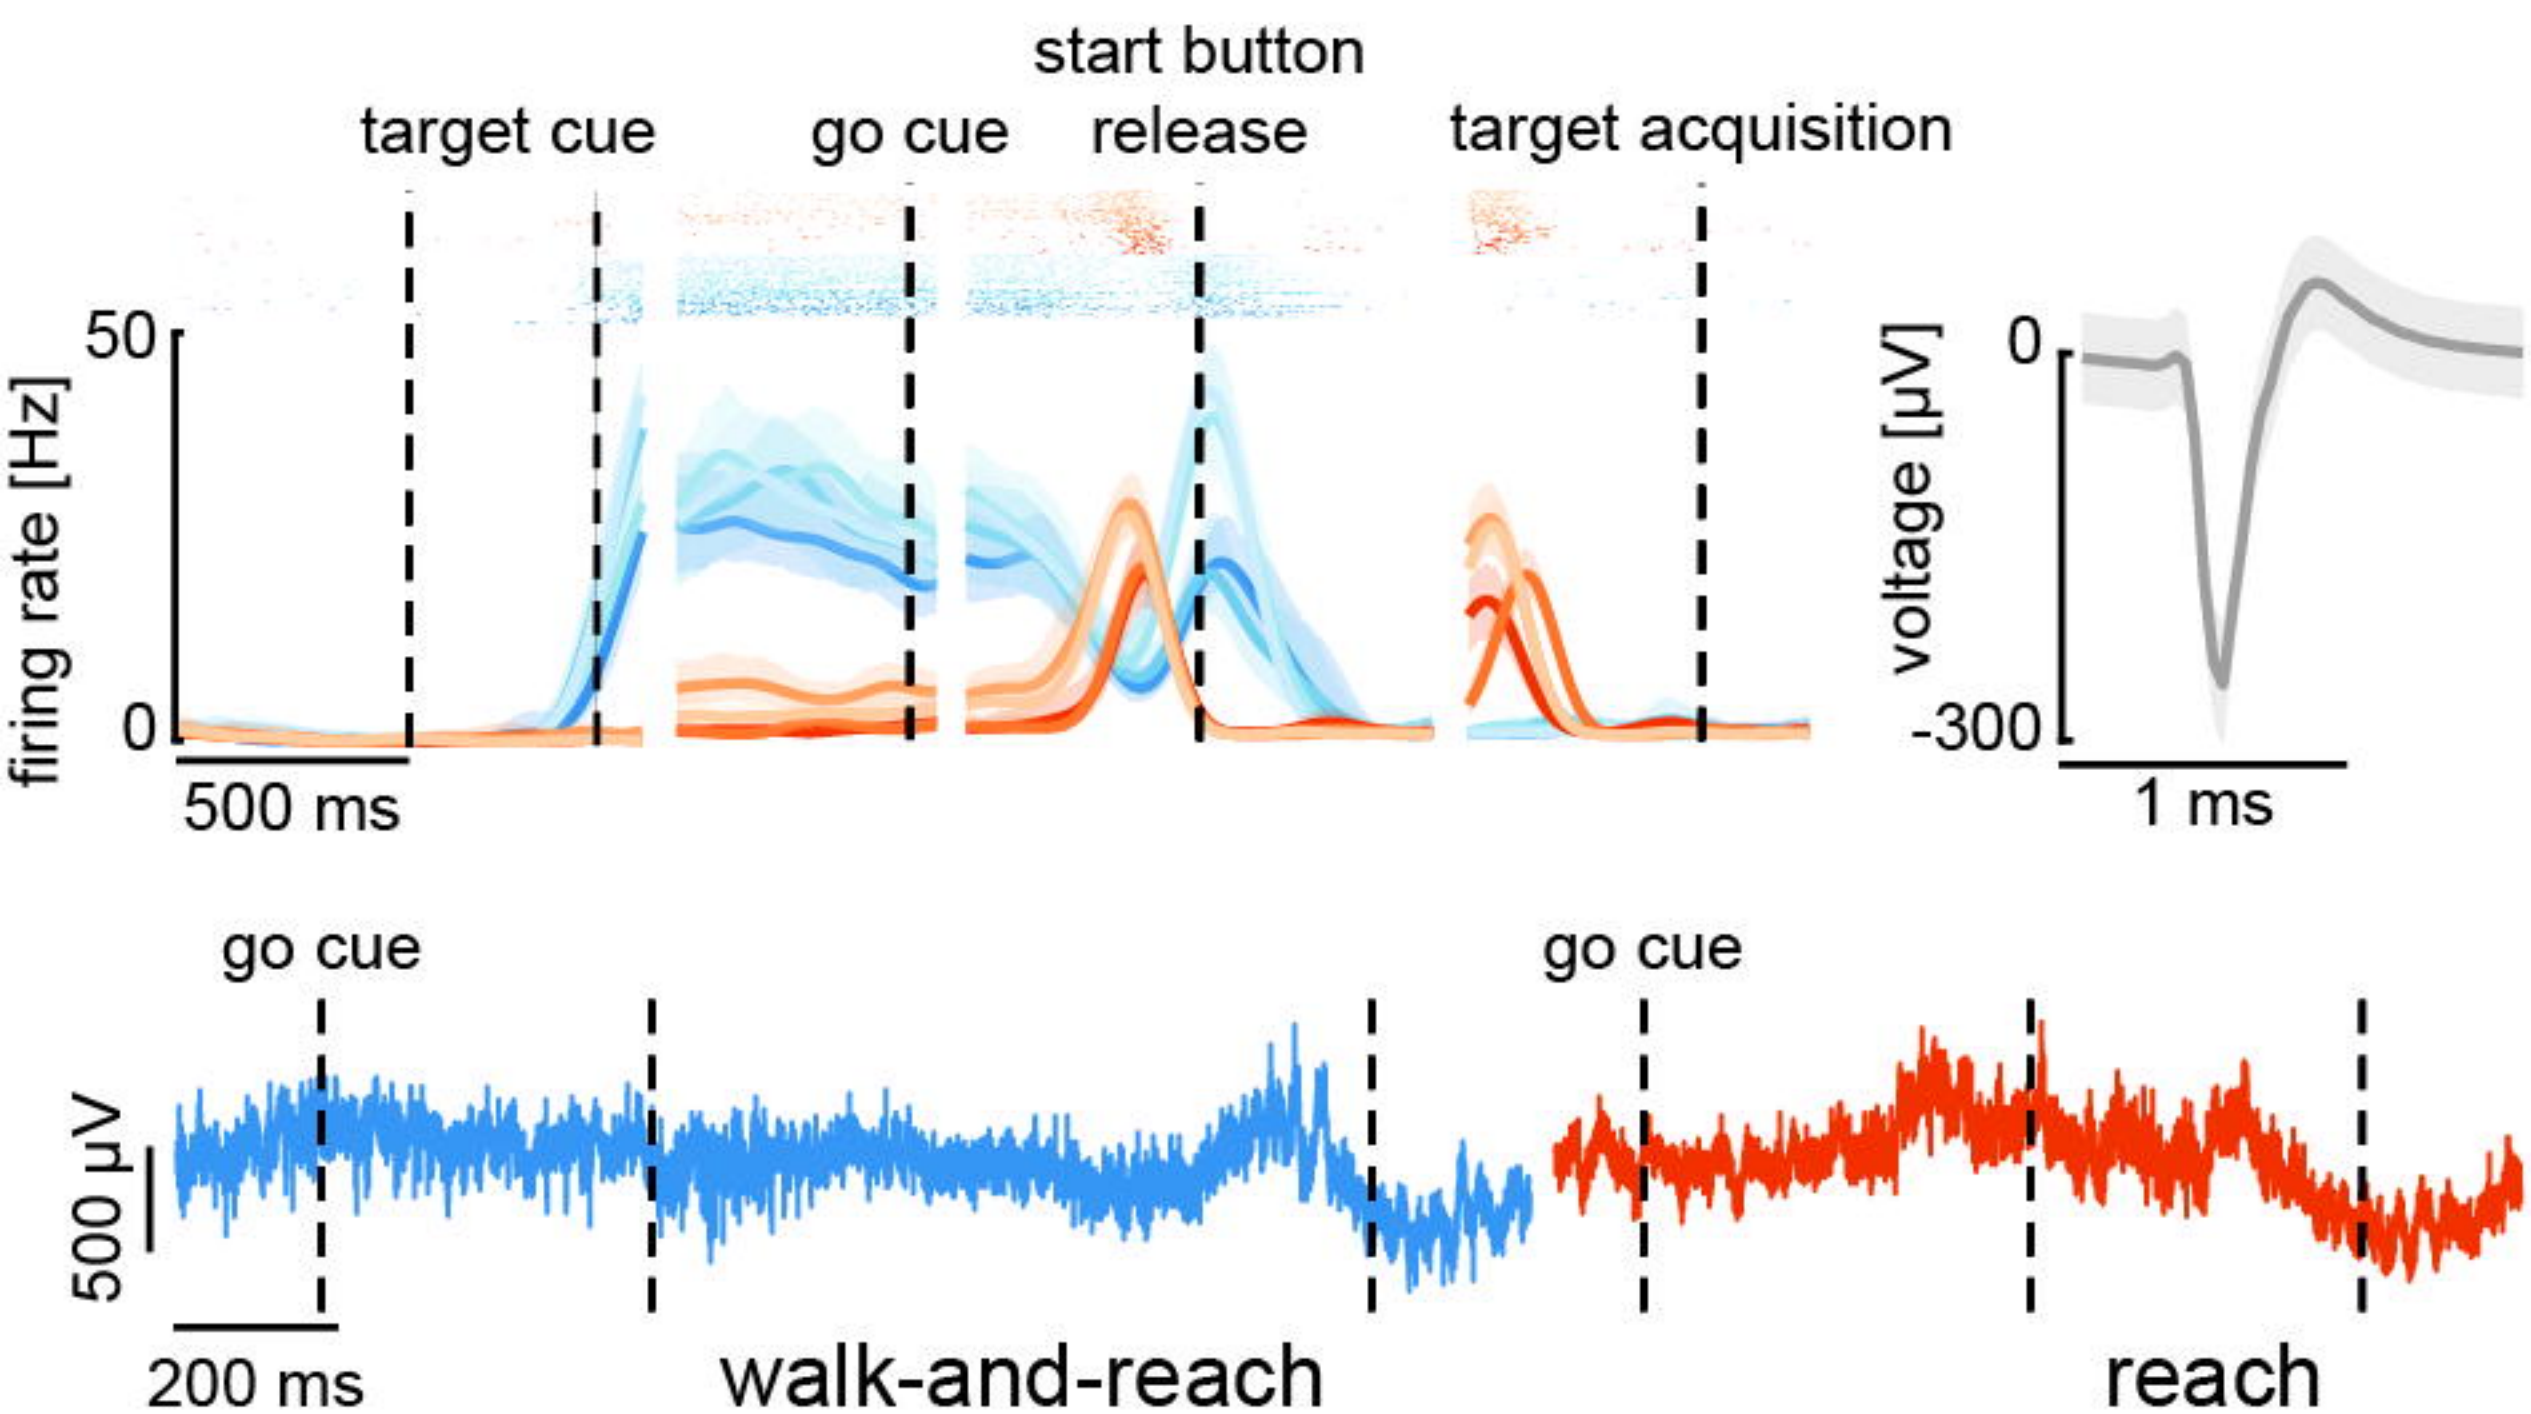 start button
target cue
go cue
release
target acquisition
50
0
firing rate [Hz]
500 ms
0
-300
voltage [µV]
1 ms
go cue
go cue
500 µV
200 ms
walk-and-reach
reach